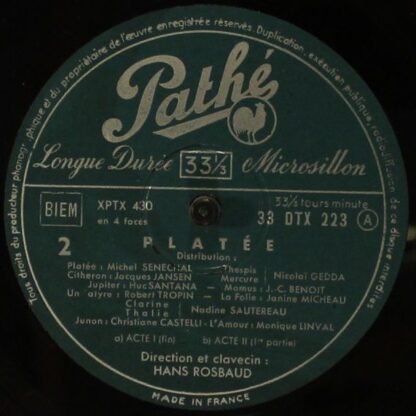 Tous droits du producteur phonographique et du propriétaire de l'œuvre enregistrée réservés. Duplication, exécution publique, radiodiffusion de ce disque interdites
Pathé
Longue Durée 33⅓ Microsillon
BIEM XPTX 430 33⅓ tours minute
en 4 faces 33 DTX 223 A
2 PLATÉE
Distribution :
Platée : Michel SENECHAL Thespis
Citheron : Jacques JANSEN Mercure Nicolaï GEDDA
Jupiter : Huc SANTANA - Momus : J.-C. BENOIT
Un satyre : Robert TROPIN - La Folie : Janine MICHEAU
Clarine
Thalie Nadine SAUTEREAU
Junon : Christiane CASTELLI - L'Amour : Monique LINVAL
a) ACTE I (fin) b) ACTE II (1re partie)
Direction et clavecin :
HANS ROSBAUD
MADE IN FRANCE